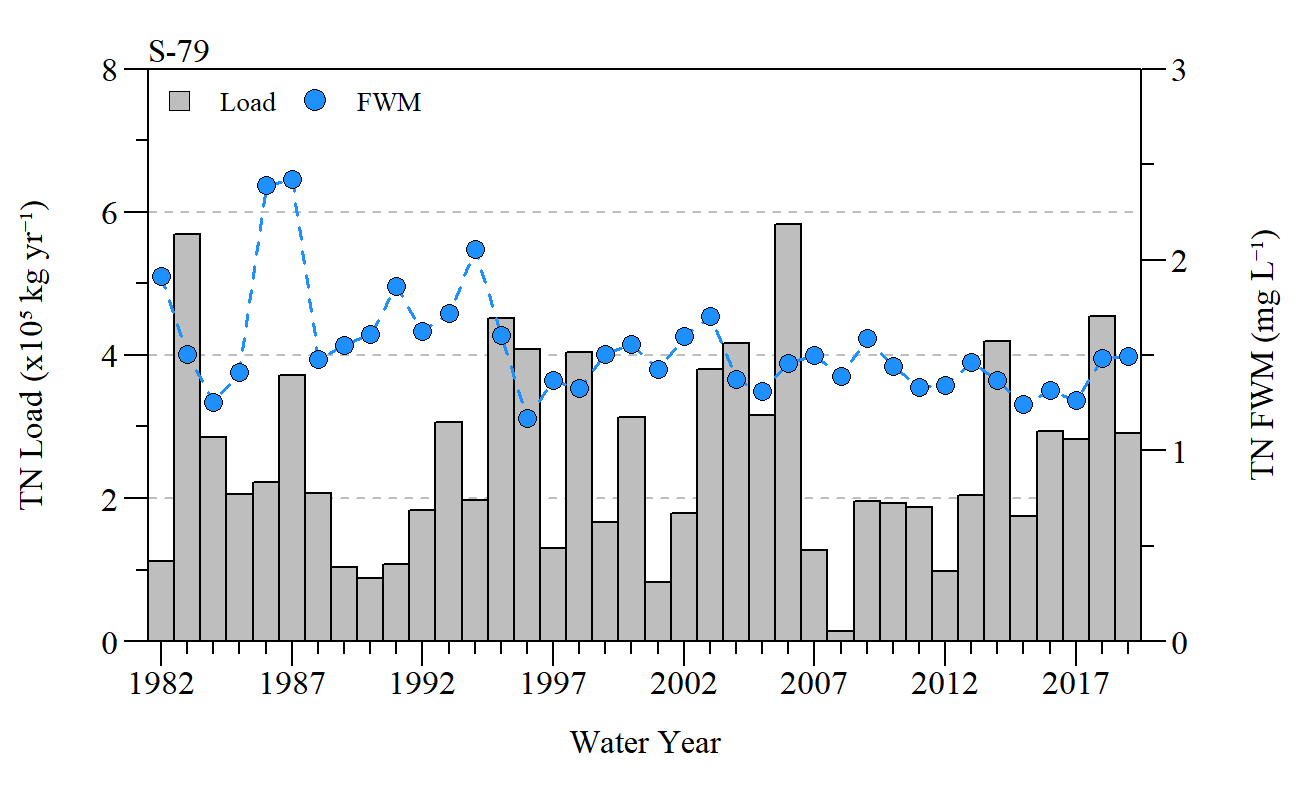 S-79
Load FWM
8
6
4
2
0
3
2
1
0
TN Load (x10⁵ kg yr⁻¹)
TN FWM (mg L⁻¹)
1982 1987 1992 1997 2002 2007 2012 2017
Water Year